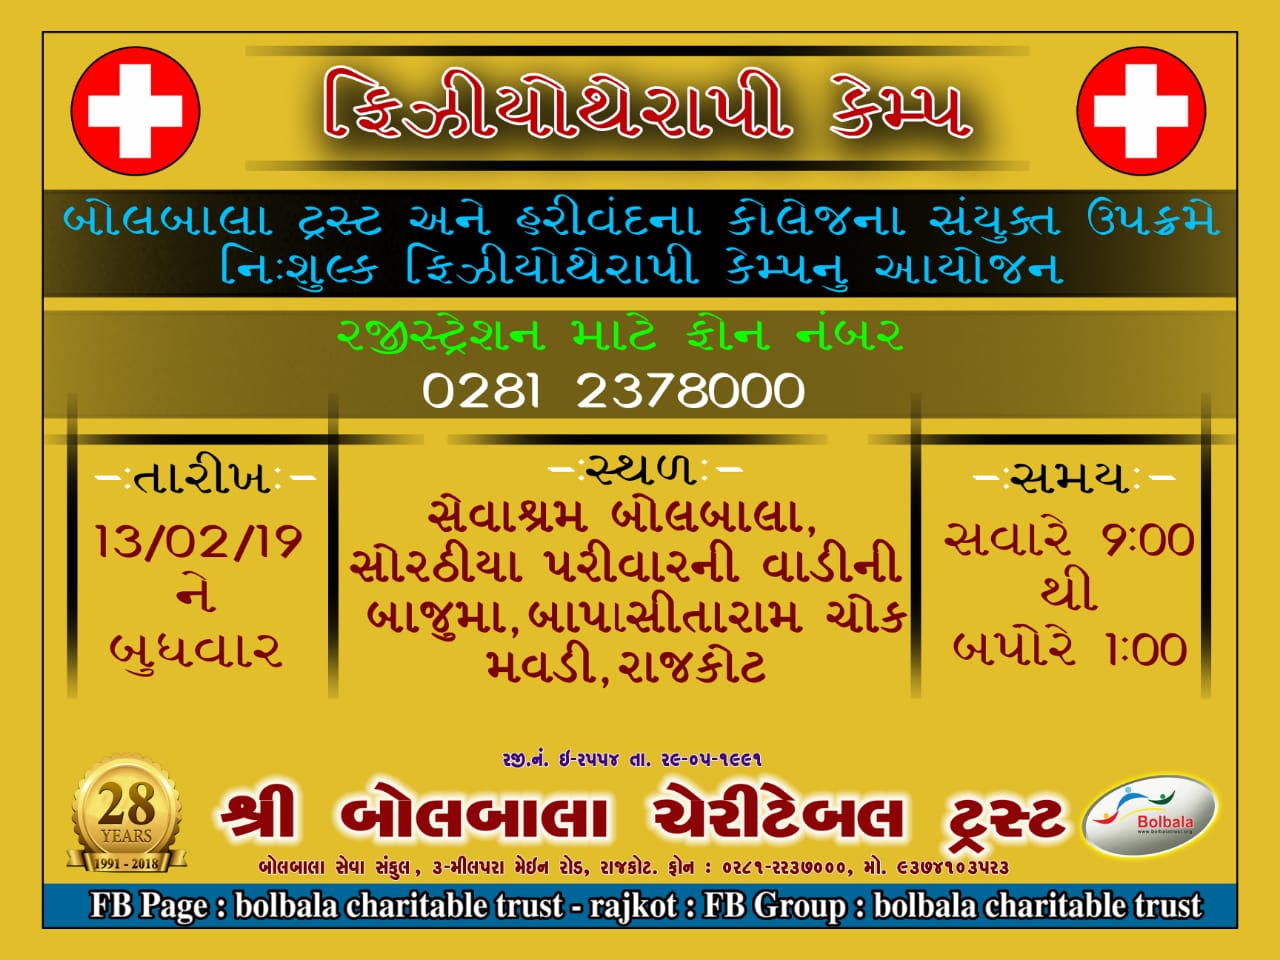 ફિઝીયોથેરાપી કેમ્પ
બોલબાલા ટ્રસ્ટ અને હરીવંદના કોલેજના સંયુક્ત ઉપક્રમે
નિઃશુલ્ક ફિઝીયોથેરાપી કેમ્પનુ આયોજન
રજીસ્ટ્રેશન માટે ફોન નંબર
0281 2378000
-:તારીખ:-
13/02/19
ને
બુધવાર
-:સ્થળ:-
સેવાશ્રમ બોલબાલા,
સોરઠીયા પરીવારની વાડીની
બાજુમા,બાપાસીતારામ ચોક
મવડી,રાજકોટ
-:સમય:-
સવારે 9:00
થી
બપોરે 1:00
રજી.નં. ઈ-૨૫૫૪ તા. ૨૯-૦૫-૧૯૯૧
28
YEARS
1991 - 2018
શ્રી બોલબાલા ચેરીટેબલ ટ્રસ્ટ
Bolbala
www.bolbalatrust.org
બોલબાલા સેવા સંકુલ, ૩-મીલપરા મેઈન રોડ, રાજકોટ. ફોન : ૦૨૮૧-૨૨૩૭૦૦૦, મો. ૯૩૭૪૧૦૩૫૨૩
FB Page : bolbala charitable trust - rajkot : FB Group : bolbala charitable trust